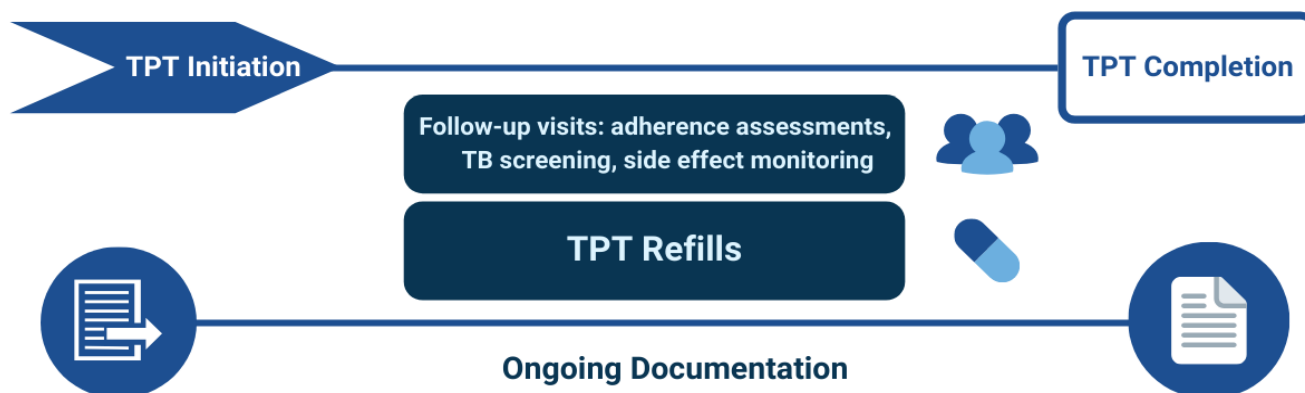 TPT Initiation
TPT Completion
Follow-up visits: adherence assessments,
TB screening, side effect monitoring
TPT Refills
Ongoing Documentation